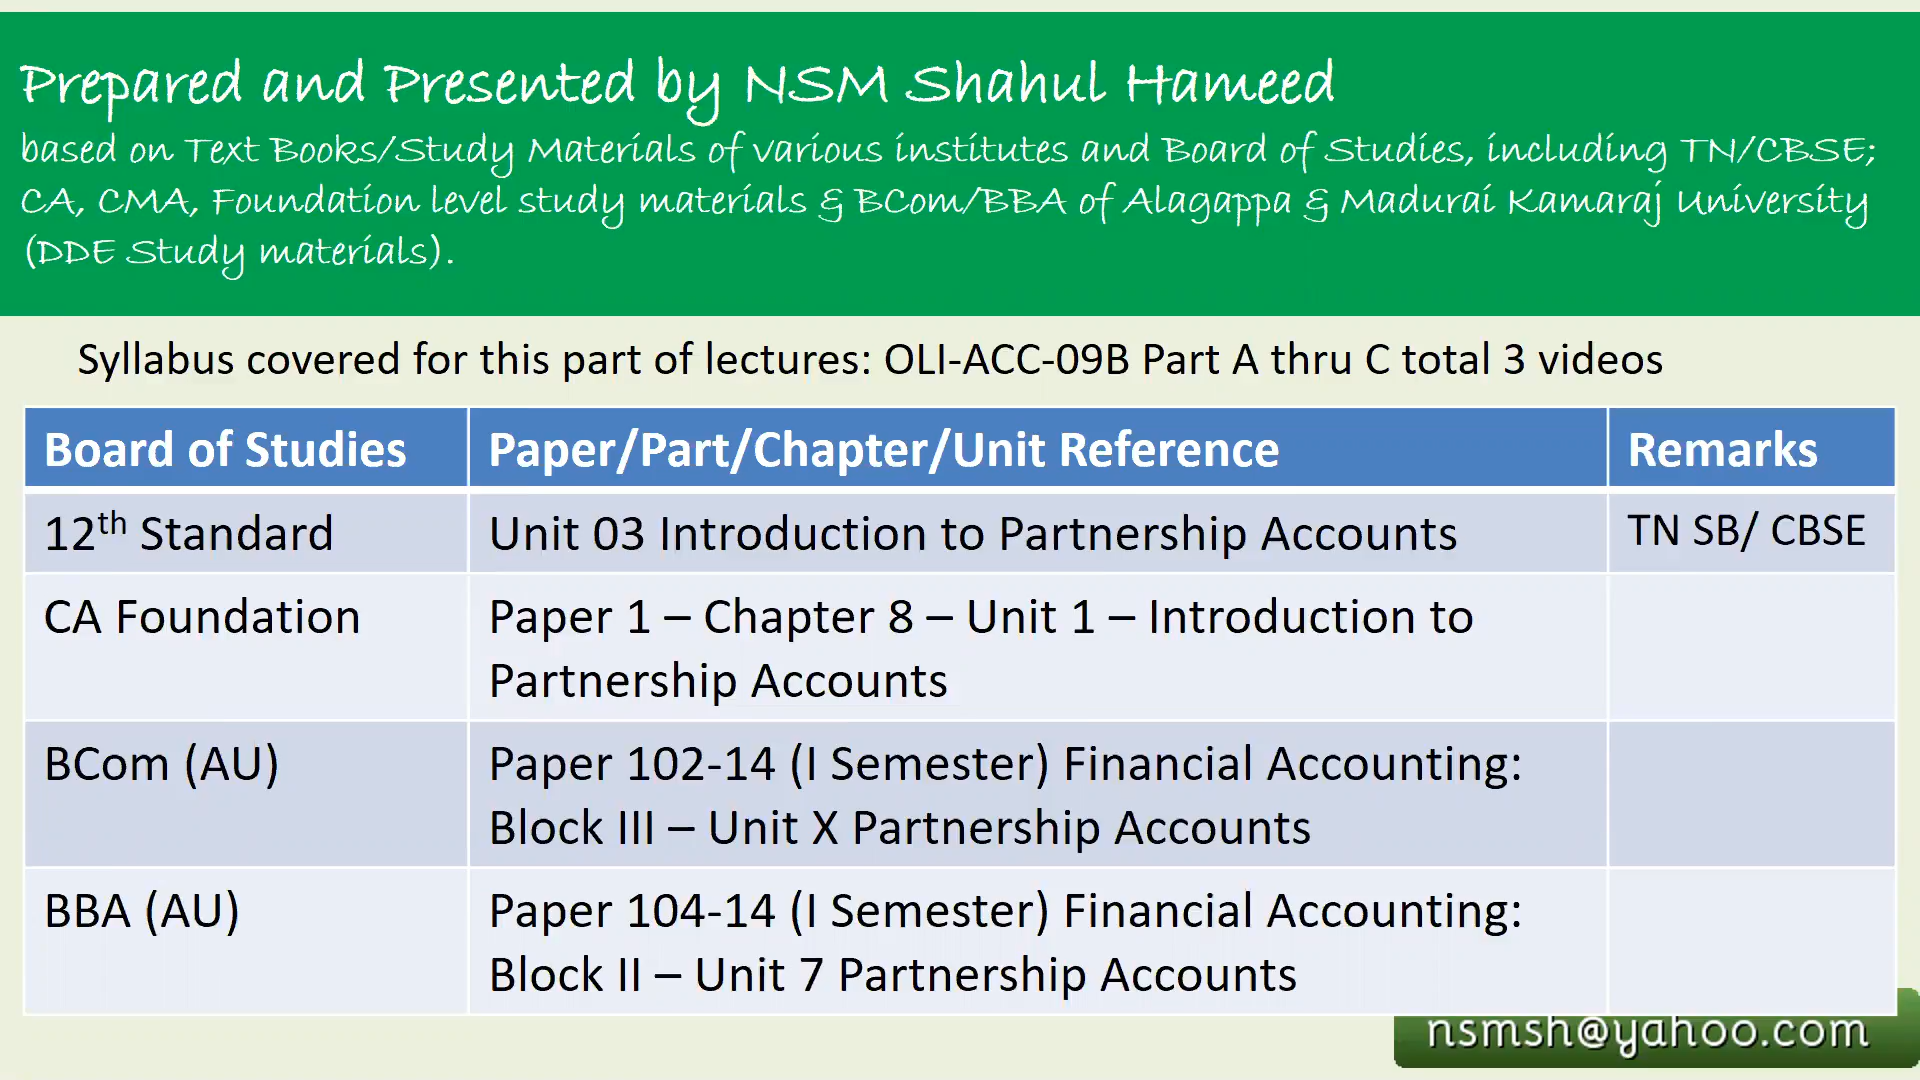 Prepared and Presented by NSM Shahul Hameed
based on Text Books/Study Materials of various institutes and Board of Studies, including TN/CBSE;
CA, CMA, Foundation level study materials & BCom/BBA of Alagappa & Madurai Kamaraj University
(DDE Study materials).
Syllabus covered for this part of lectures: OLI-ACC-09B Part A thru C total 3 videos
Board of Studies Paper/Part/Chapter/Unit Reference Remarks
12th Standard Unit 03 Introduction to Partnership Accounts TN SB/ CBSE
CA Foundation Paper 1 – Chapter 8 – Unit 1 – Introduction to
Partnership Accounts
BCom (AU) Paper 102-14 (I Semester) Financial Accounting:
Block III – Unit X Partnership Accounts
BBA (AU) Paper 104-14 (I Semester) Financial Accounting:
Block II – Unit 7 Partnership Accounts
nsmsh@yahoo.com